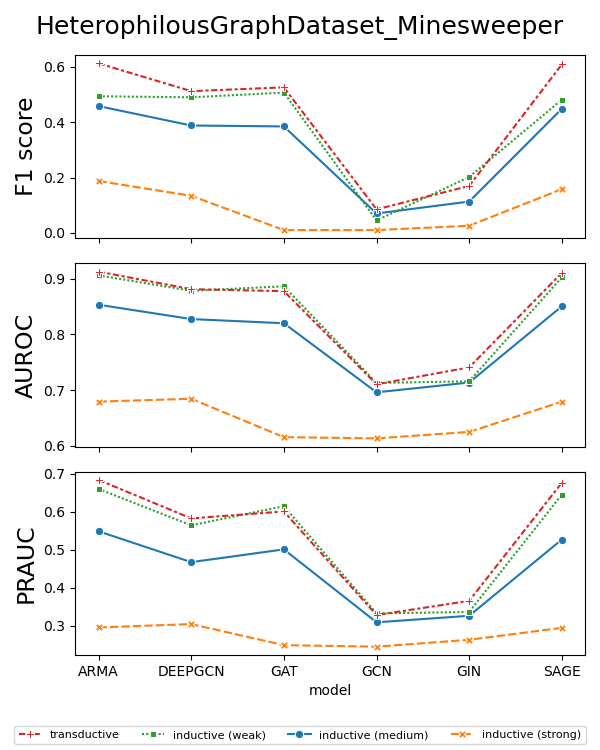 HeterophilousGraphDataset_Minesweeper
F1 score
0.6
0.4
0.2
0.0
AUROC
0.9
0.8
0.7
0.6
PRAUC
0.7
0.6
0.5
0.4
0.3
ARMA DEEPGCN GAT GCN GIN SAGE
model
transductive inductive (weak) inductive (medium) inductive (strong)